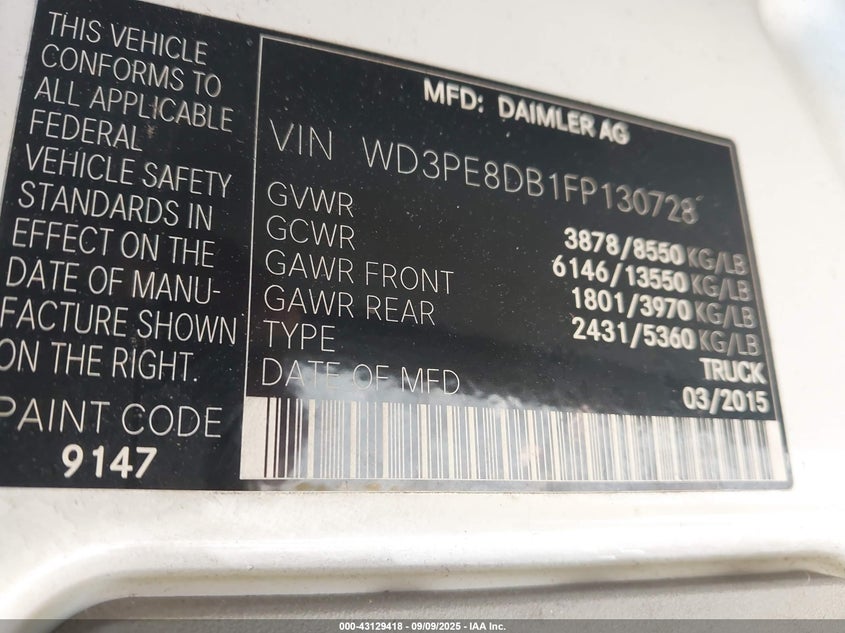 THIS VEHICLE
CONFORMS TO
ALL APPLICABLE
FEDERAL
VEHICLE SAFETY
STANDARDS IN
EFFECT ON THE
DATE OF MANU-
FACTURE SHOWN
ON THE RIGHT.
PAINT CODE
9147
MFD: DAIMLER AG
VIN WD3PE8DB1FP130728
GVWR 3878/8550 KG/LB
GCWR 6146/13550 KG/LB
GAWR FRONT 1801/3970 KG/LB
GAWR REAR 2431/5360 KG/LB
TYPE TRUCK
DATE OF MFD 03/2015
000-43129418 - 09/09/2025 - IAA Inc.